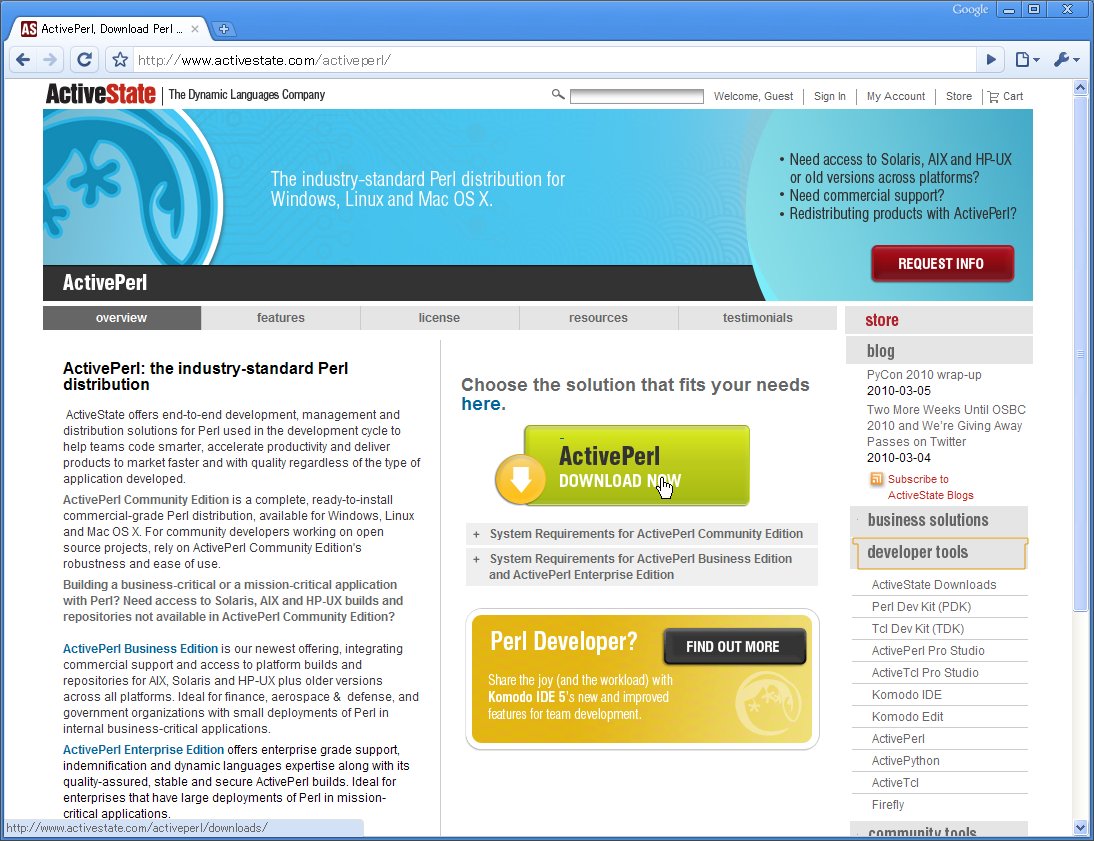 Google
AS ActivePerl, Download Perl ...
http://www.activestate.com/activeperl/
ActiveState The Dynamic Languages Company
Welcome, Guest Sign In My Account Store Cart
The industry-standard Perl distribution for
Windows, Linux and Mac OS X.
• Need access to Solaris, AIX and HP-UX
or old versions across platforms?
• Need commercial support?
• Redistributing products with ActivePerl?
REQUEST INFO
ActivePerl
overview features license resources testimonials
ActivePerl: the industry-standard Perl
distribution
ActiveState offers end-to-end development, management and
distribution solutions for Perl used in the development cycle to
help teams code smarter, accelerate productivity and deliver
products to market faster and with quality regardless of the type of
application developed.
ActivePerl Community Edition is a complete, ready-to-install
commercial-grade Perl distribution, available for Windows, Linux
and Mac OS X. For community developers working on open
source projects, rely on ActivePerl Community Edition's
robustness and ease of use.
Building a business-critical or a mission-critical application
with Perl? Need access to Solaris, AIX and HP-UX builds and
repositories not available in ActivePerl Community Edition?
ActivePerl Business Edition is our newest offering, integrating
commercial support and access to platform builds and
repositories for AIX, Solaris and HP-UX plus older versions
across all platforms. Ideal for finance, aerospace & defense, and
government organizations with small deployments of Perl in
internal business-critical applications.
ActivePerl Enterprise Edition offers enterprise grade support,
indemnification and dynamic languages expertise along with its
quality-assured, stable and secure ActivePerl builds. Ideal for
enterprises that have large deployments of Perl in mission-
critical applications.
http://www.activestate.com/activeperl/downloads/
Choose the solution that fits your needs
here.
ActivePerl
DOWNLOAD NOW
+ System Requirements for ActivePerl Community Edition
+ System Requirements for ActivePerl Business Edition
and ActivePerl Enterprise Edition
Perl Developer?
FIND OUT MORE
Share the joy (and the workload) with
Komodo IDE 5's new and improved
features for team development.
store
blog
PyCon 2010 wrap-up
2010-03-05
Two More Weeks Until OSBC
2010 and We're Giving Away
Passes on Twitter
2010-03-04
Subscribe to
ActiveState Blogs
business solutions
developer tools
ActiveState Downloads
Perl Dev Kit (PDK)
Tcl Dev Kit (TDK)
ActivePerl Pro Studio
ActiveTcl Pro Studio
Komodo IDE
Komodo Edit
ActivePerl
ActivePython
ActiveTcl
Firefly
community tools